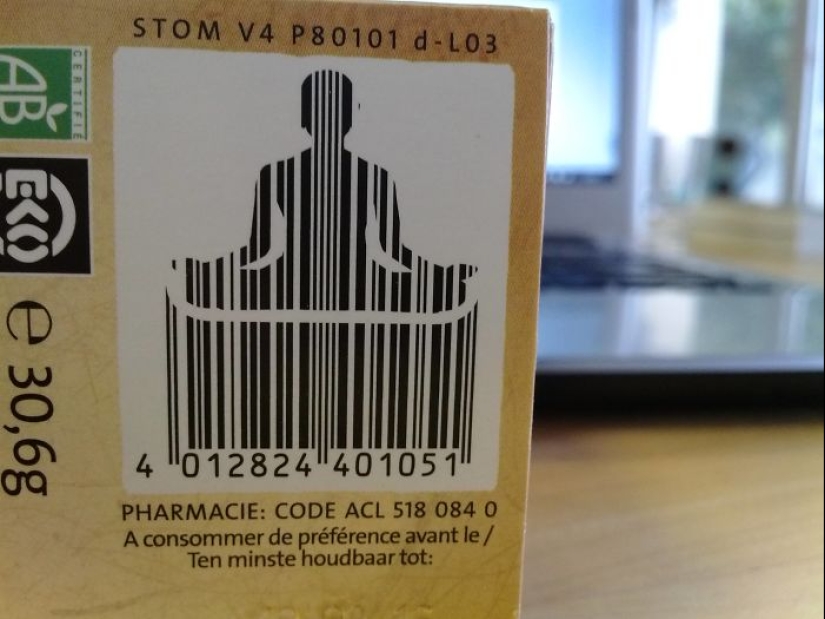 STOM V4 P80101 d-L03
AB
CERTIFIÉ
ECO
e 30,6g
4 012824 401051
PHARMACIE: CODE ACL 518 084 0
A consommer de préférence avant le /
Ten minste houdbaar tot: